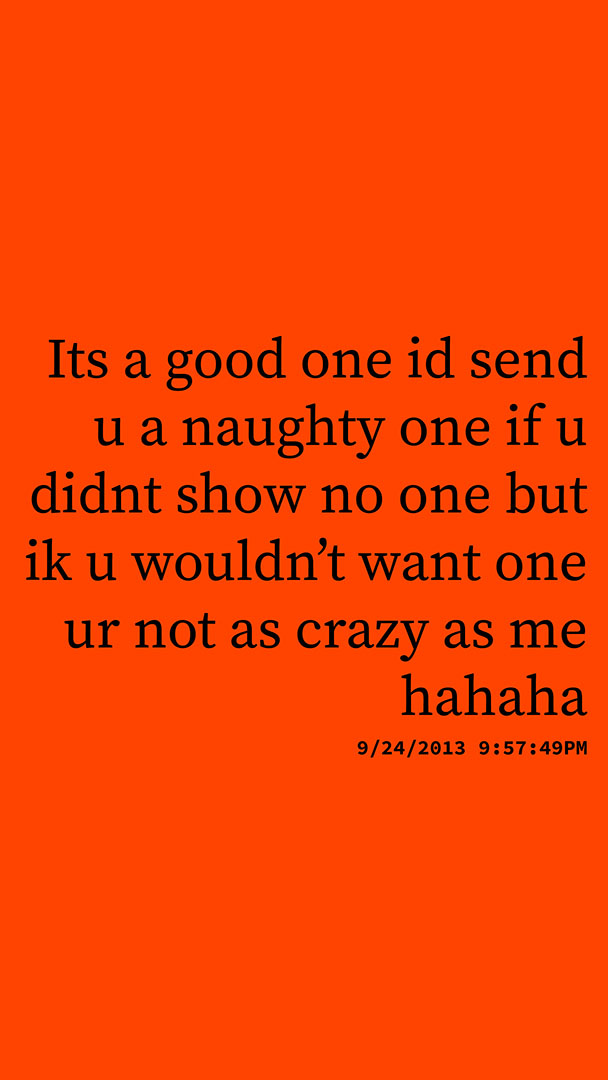 Its a good one id send
u a naughty one if u
didnt show no one but
ik u wouldn’t want one
ur not as crazy as me
hahaha
9/24/2013 9:57:49PM